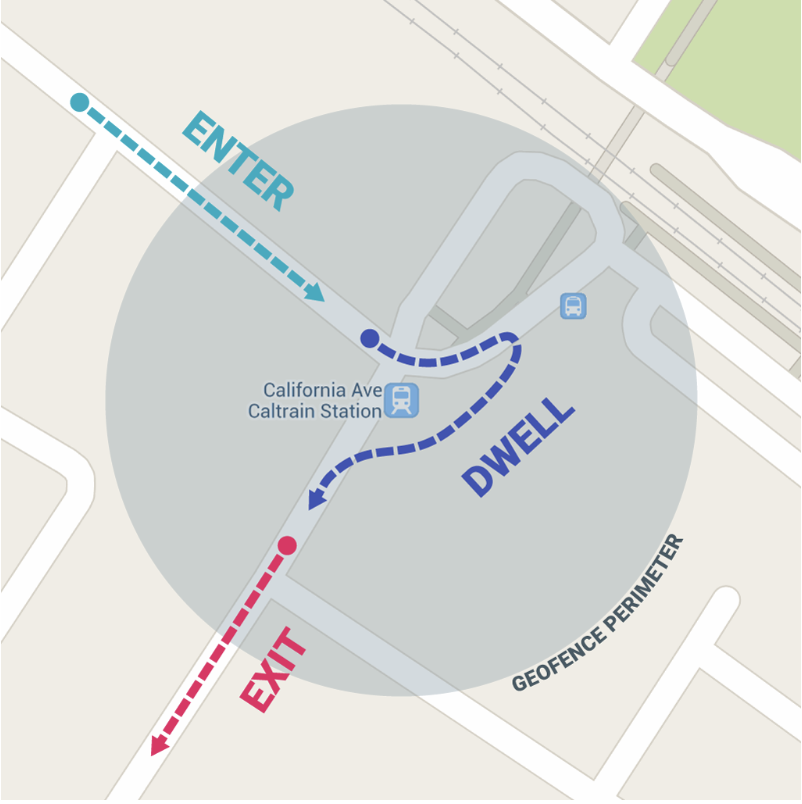 ENTER
California Ave
Caltrain Station
DWELL
EXIT
GEOFENCE PERIMETER